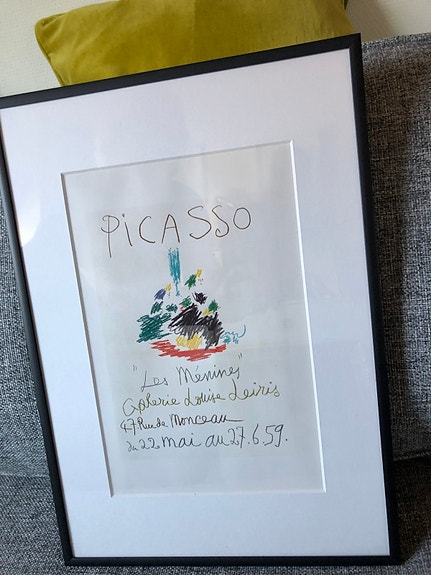 PiCASSO
"Les Ménines"
Galerie Louise Leiris
47 Rue de Monceau
du 22 mai au 27.6.59.